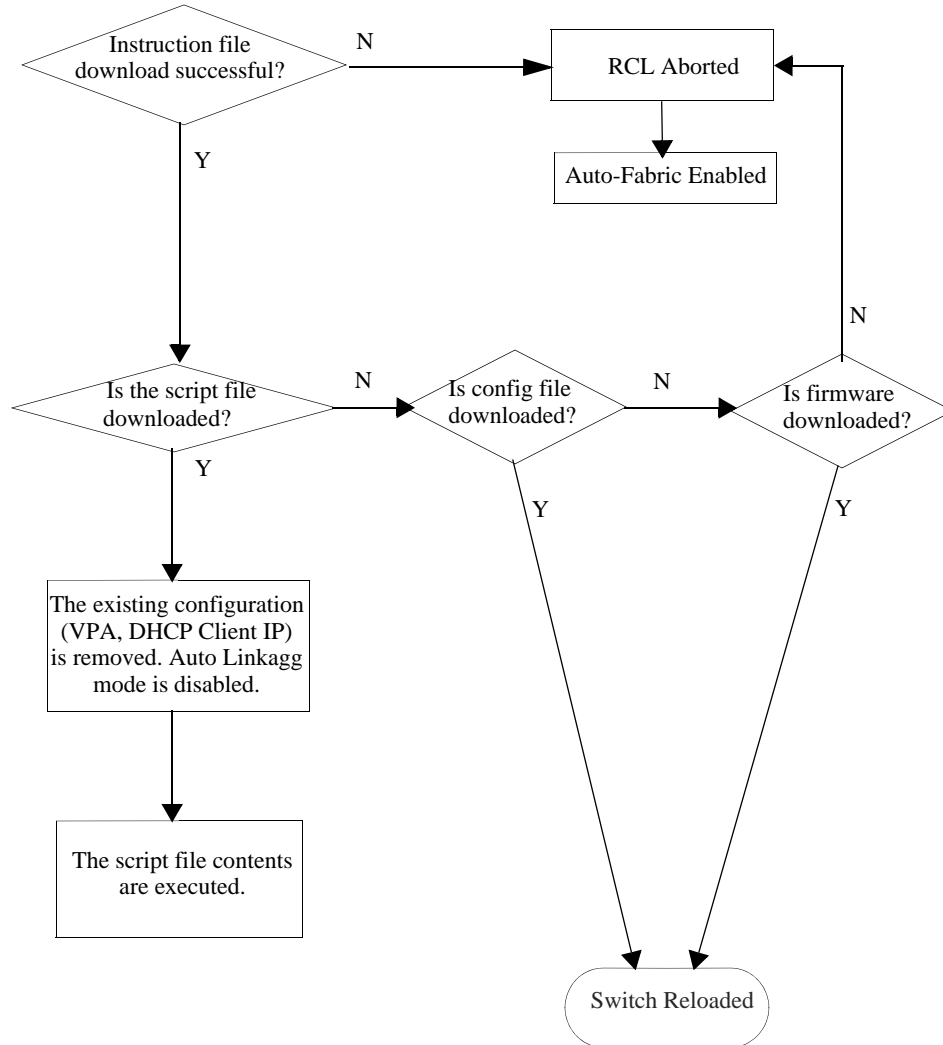 Instruction file
download successful?
N
RCL Aborted
Y
Auto-Fabric Enabled
N
Is the script file
downloaded?
N
Is config file
downloaded?
N
Is firmware
downloaded?
Y
Y
Y
The existing configuration
(VPA, DHCP Client IP)
is removed. Auto Linkagg
mode is disabled.
The script file contents
are executed.
Switch Reloaded